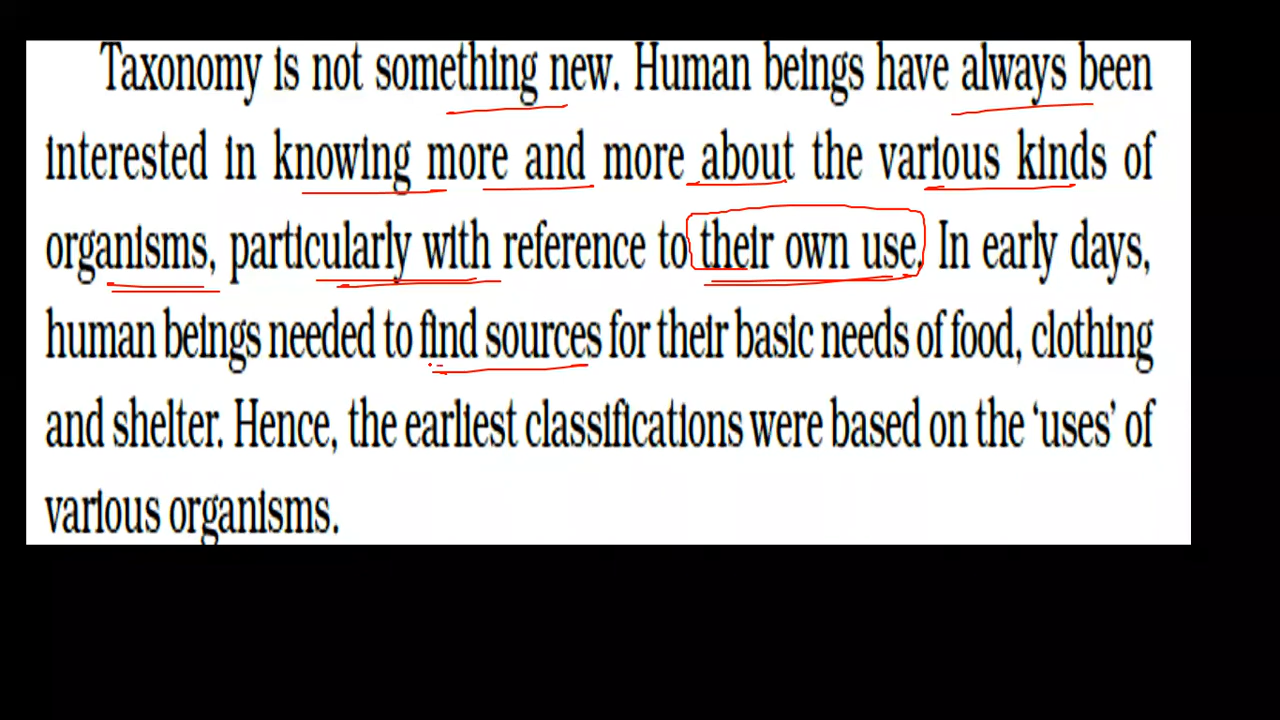 Taxonomy is not something new. Human beings have always been
interested in knowing more and more about the various kinds of
organisms, particularly with reference to their own use. In early days,
human beings needed to find sources for their basic needs of food, clothing
and shelter. Hence, the earliest classifications were based on the ‘uses’ of
various organisms.